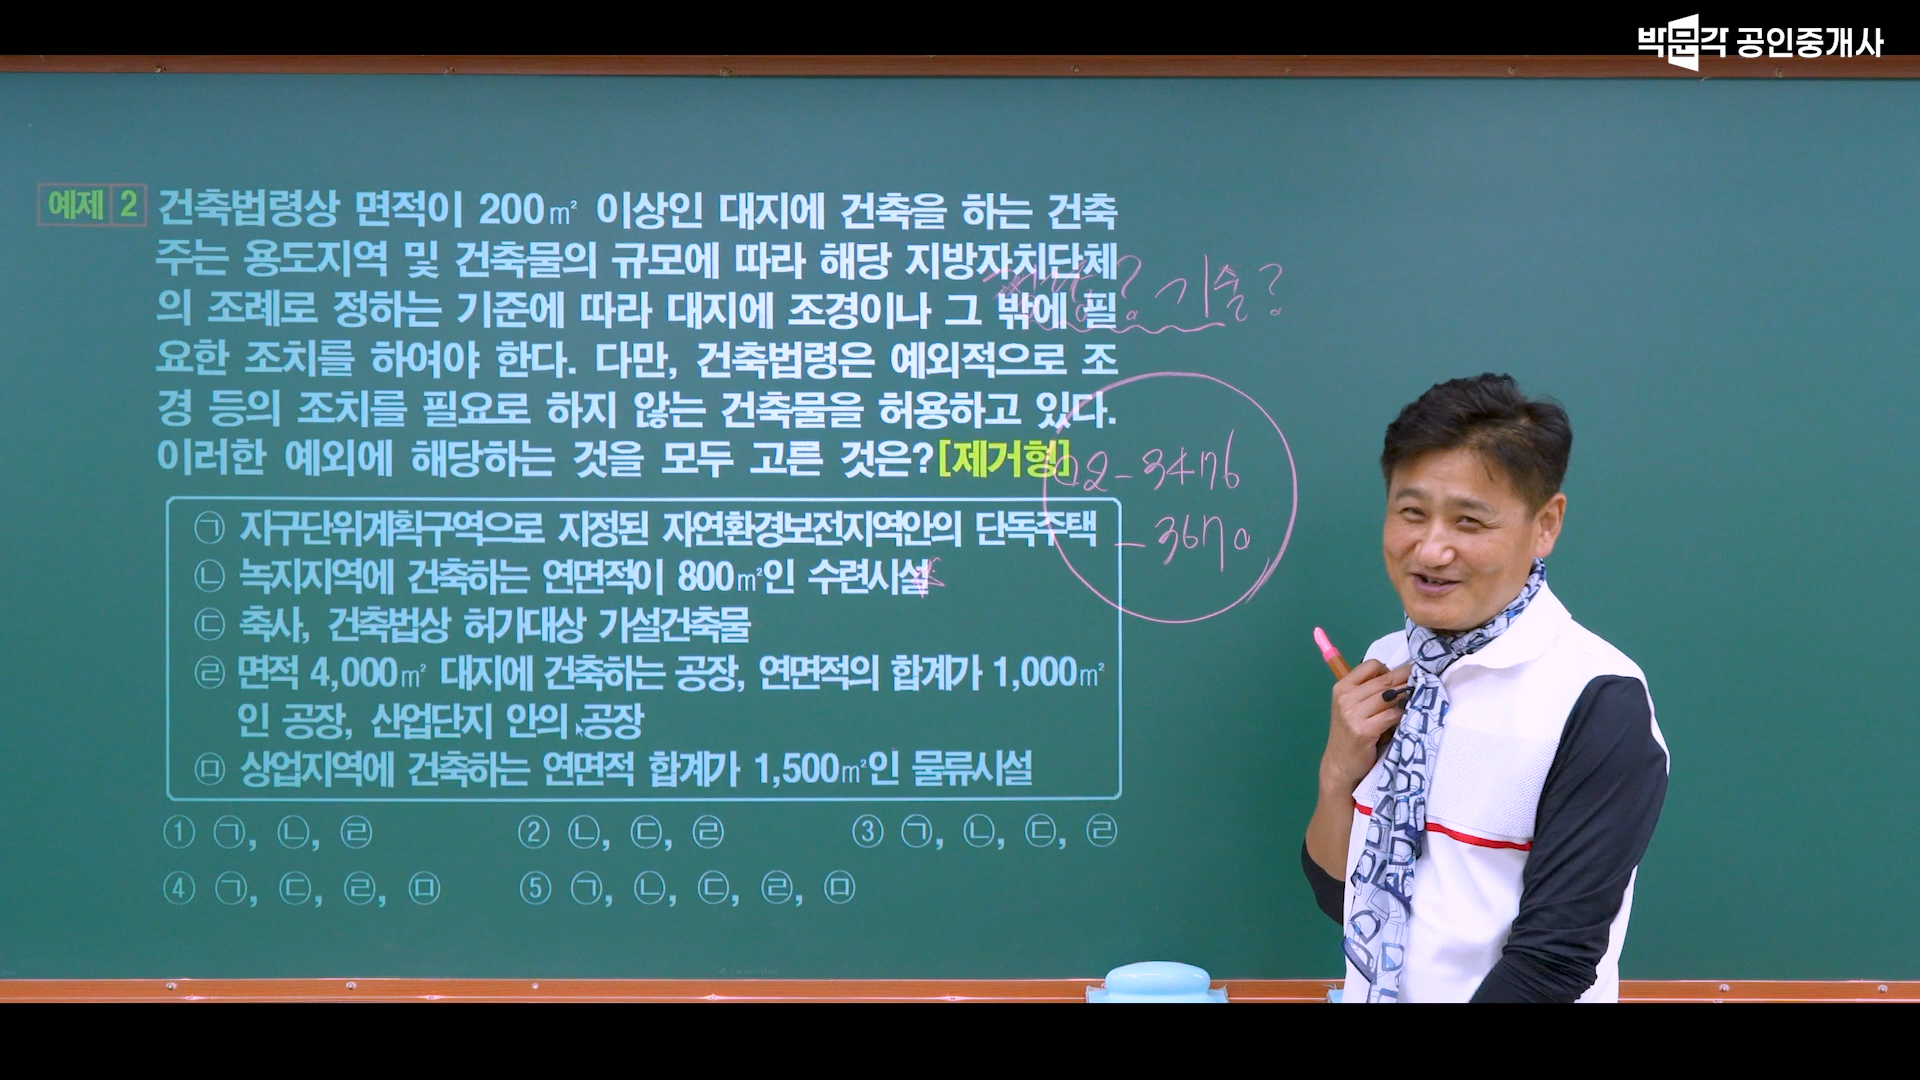 박문각 공인중개사
예제 2 건축법령상 면적이 200㎡ 이상인 대지에 건축을 하는 건축
주는 용도지역 및 건축물의 규모에 따라 해당 지방자치단체
의 조례로 정하는 기준에 따라 대지에 조경이나 그 밖에 필
요한 조치를 하여야 한다. 다만, 건축법령은 예외적으로 조
경 등의 조치를 필요로 하지 않는 건축물을 허용하고 있다.
이러한 예외에 해당하는 것을 모두 고른 것은?[제거형]
㉠ 지구단위계획구역으로 지정된 자연환경보전지역안의 단독주택
㉡ 녹지지역에 건축하는 연면적이 800㎡인 수련시설
㉢ 축사, 건축법상 허가대상 가설건축물
㉣ 면적 4,000㎡ 대지에 건축하는 공장, 연면적의 합계가 1,000㎡
인 공장, 산업단지 안의 공장
㉤ 상업지역에 건축하는 연면적 합계가 1,500㎡인 물류시설
① ㉠, ㉡, ㉣ ② ㉡, ㉢, ㉣ ③ ㉠, ㉡, ㉢, ㉣
④ ㉠, ㉢, ㉣, ㉤ ⑤ ㉠, ㉡, ㉢, ㉣, ㉤
? 기출?
02-3476
-3670